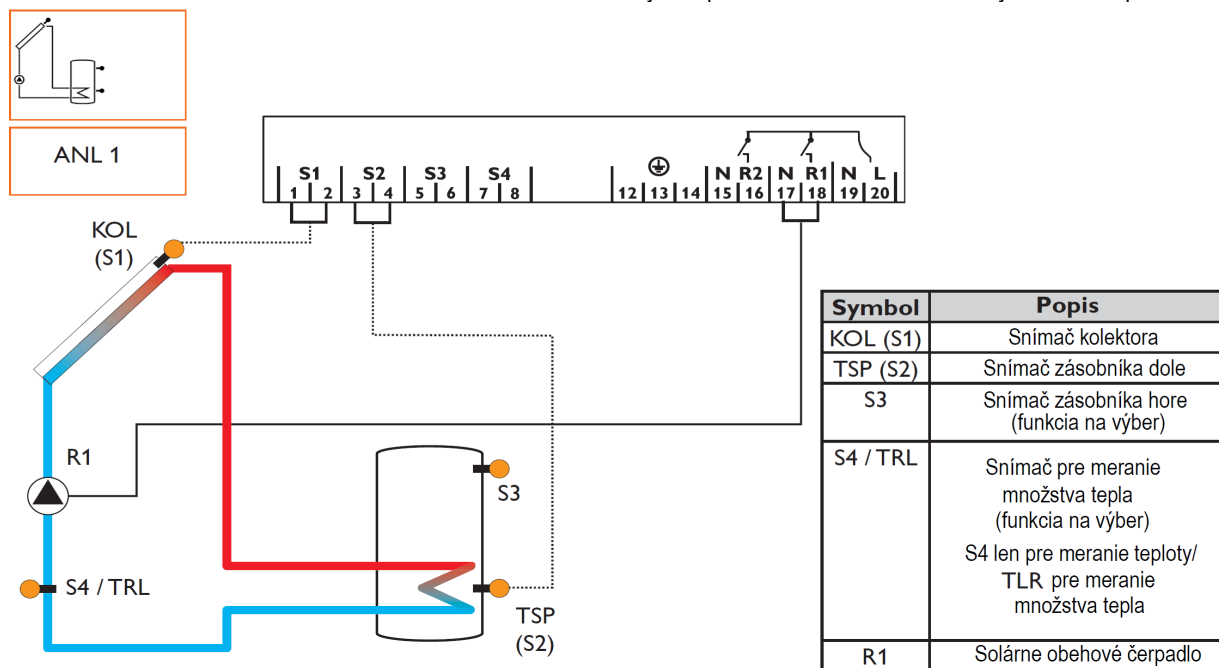 ANL 1
S1 S2 S3 S4 N R2 N R1 N L
1 2 3 4 5 6 7 8 12 13 14 15 16 17 18 19 20
KOL
(S1)
R1
S3
S4 / TRL
TSP
(S2)
Symbol Popis
KOL (S1) Snímač kolektora
TSP (S2) Snímač zásobníka dole
S3 Snímač zásobníka hore
(funkcia na výber)
S4 / TRL Snímač pre meranie
množstva tepla
(funkcia na výber)
S4 len pre meranie teploty/
TLR pre meranie
množstva tepla
R1 Solárne obehové čerpadlo